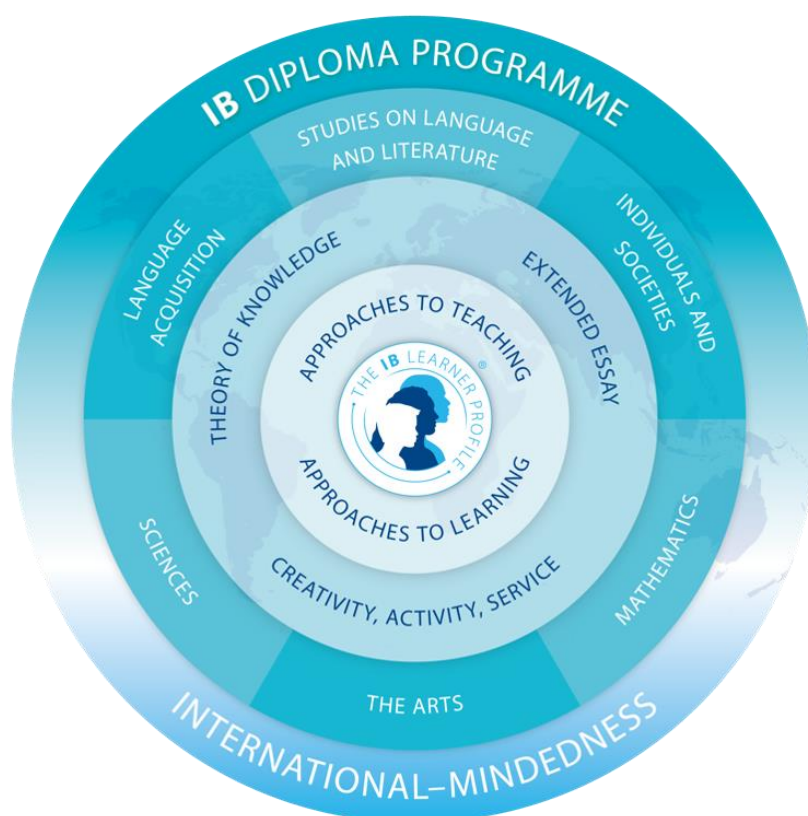 IB DIPLOMA PROGRAMME
STUDIES ON LANGUAGE
AND LITERATURE
LANGUAGE
ACQUISITION
INDIVIDUALS AND
SOCIETIES
THEORY OF KNOWLEDGE
EXTENDED ESSAY
APPROACHES TO TEACHING
THE IB LEARNER PROFILE ®
APPROACHES TO LEARNING
CREATIVITY, ACTIVITY, SERVICE
SCIENCES
MATHEMATICS
THE ARTS
INTERNATIONAL–MINDEDNESS